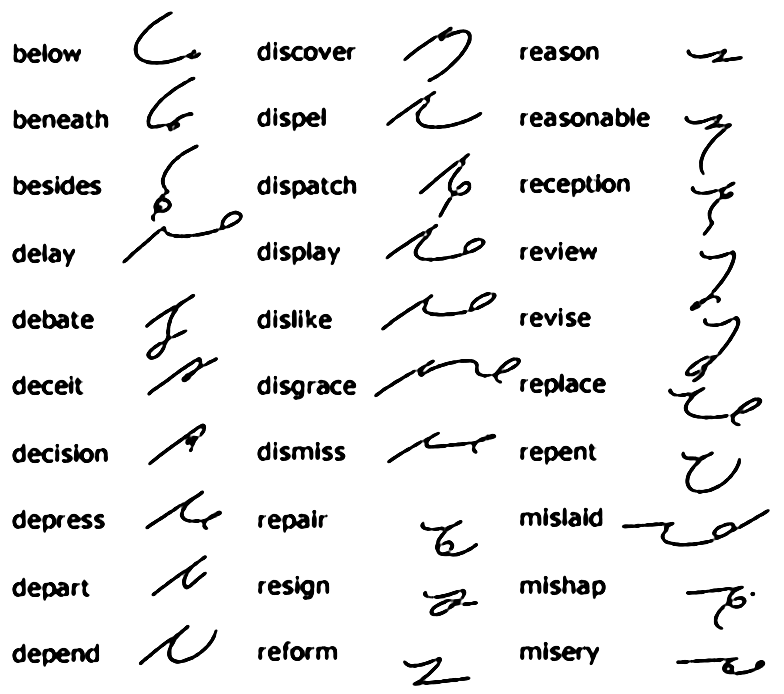 below discover reason
beneath dispel reasonable
besides dispatch reception
delay display review
debate dislike revise
deceit disgrace replace
decision dismiss repent
depress repair mislaid
depart resign mishap
depend reform misery